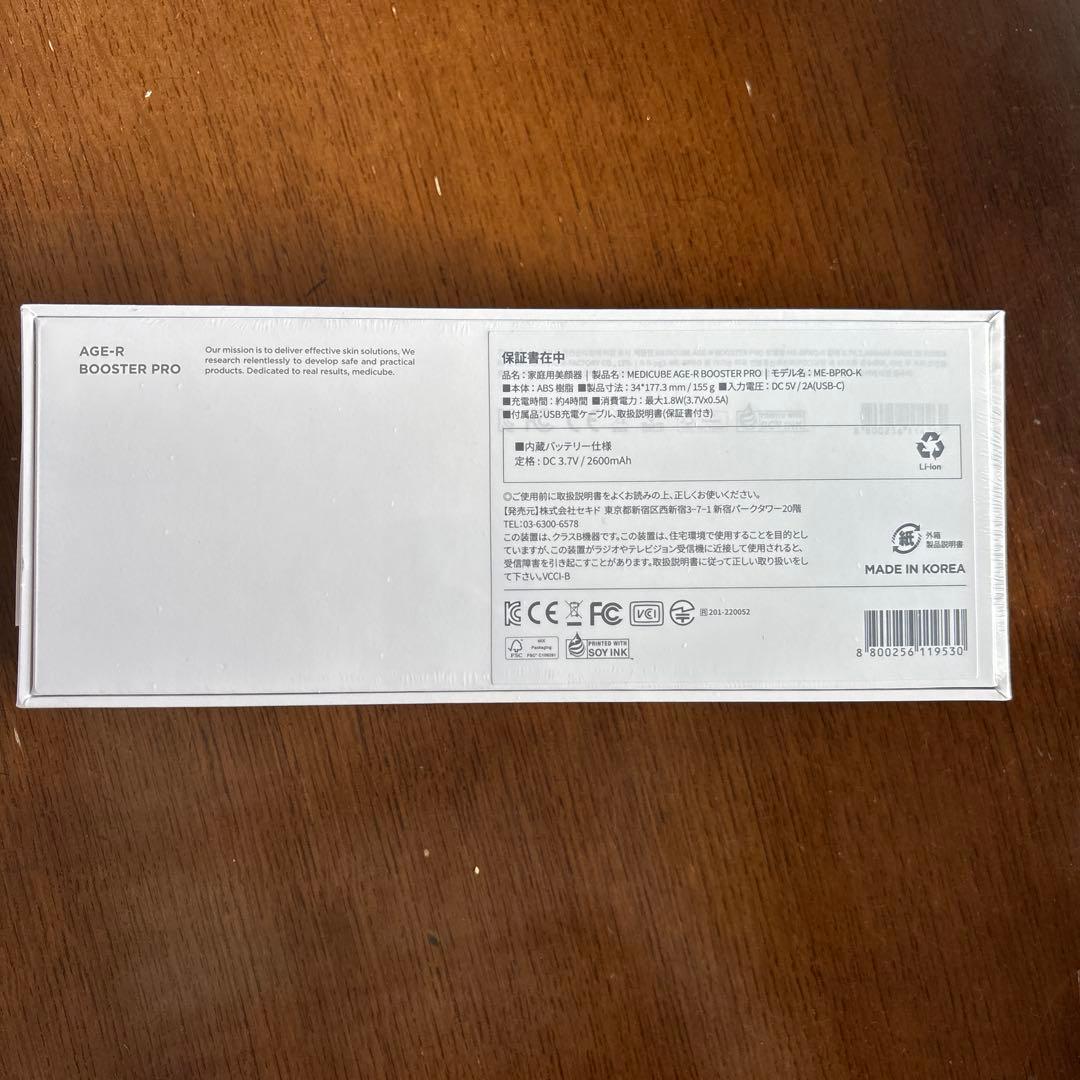 AGE-R
BOOSTER PRO
Our mission is to deliver effective skin solutions. We
research relentlessly to develop safe and practical
products. Dedicated to real results, medicube.
保証書在中
品名：家庭用美顔器 | 製品名：MEDICUBE AGE-R BOOSTER PRO | モデル名：ME-BPRO-K
■本体：ABS 樹脂 ■製品寸法：34*177.3 mm / 155 g ■入力電圧：DC 5V / 2A(USB-C)
■充電時間：約4時間 ■消費電力：最大1.8W(3.7Vx0.5A)
■付属品：USB充電ケーブル、取扱説明書(保証書付き)
■内蔵バッテリー仕様
定格 : DC 3.7V / 2600mAh
Li-ion
◎ご使用前に取扱説明書をよくお読みの上、正しくお使いください。
【発売元】株式会社セキド 東京都新宿区西新宿3-7-1 新宿パークタワー20階
TEL：03-6300-6578
この装置は、クラスB機器です。この装置は、住宅環境で使用することを目的とし
ていますが、この装置がラジオやテレビジョン受信機に近接して使用されると、
受信障害を引き起こすことがあります。取扱説明書に従って正しい取り扱いをし
て下さい。VCCI-B
紙
外箱
製品説明書
MADE IN KOREA
KC CE FC VCI R 201-220052
FSC
MIX
Packaging
FSC® C106281
PRINTED WITH
SOY INK
8 800256 119530